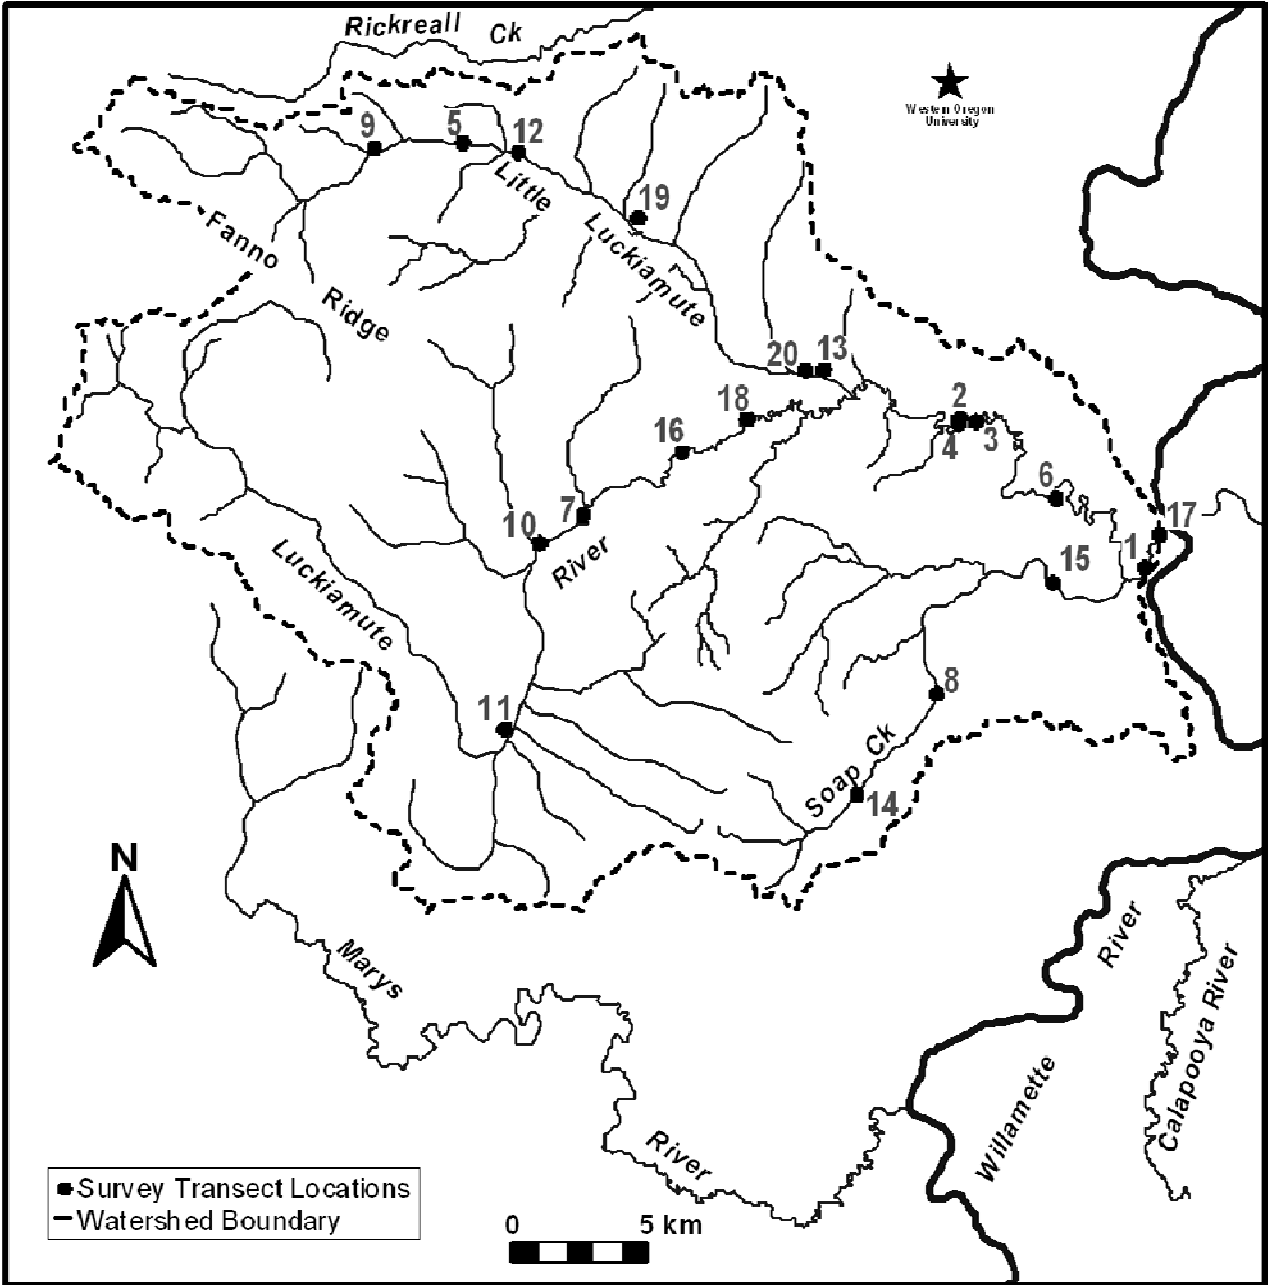 Rickreall Ck
Western Oregon
University
9
5
12
Little
19
Luckiamute
Fanno
Ridge
20
13
18
2
16
4
3
6
7
10
17
River
1
15
Luckiamute
8
11
Soap Ck
14
N
Marys
River
River
Calapooya River
Willamette
Survey Transect Locations
Watershed Boundary
0
5 km